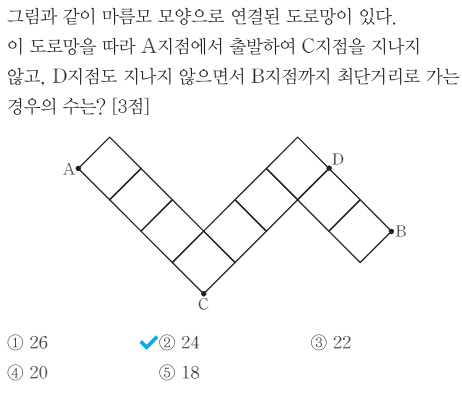 그림과 같이 마름모 모양으로 연결된 도로망이 있다.
이 도로망을 따라 A지점에서 출발하여 C지점을 지나지
않고, D지점도 지나지 않으면서 B지점까지 최단거리로 가는
경우의 수는? [3점]
D
A
B
C
① 26
② 24
③ 22
④ 20
⑤ 18